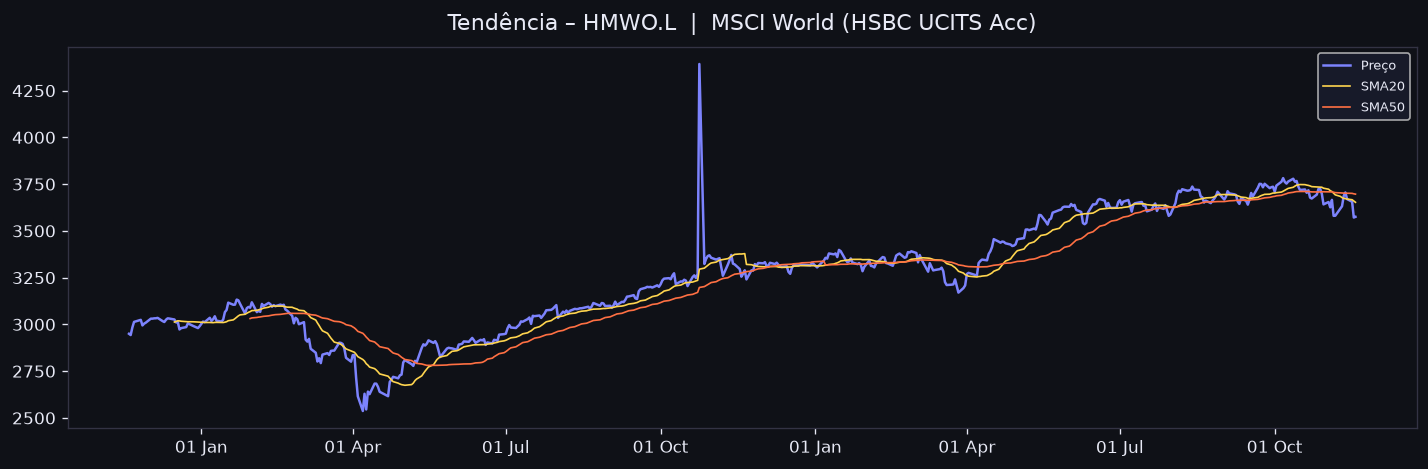 Tendência – HMWO.L | MSCI World (HSBC UCITS Acc)
Preço
SMA20
SMA50
4250
4000
3750
3500
3250
3000
2750
2500
01 Jan
01 Apr
01 Jul
01 Oct
01 Jan
01 Apr
01 Jul
01 Oct